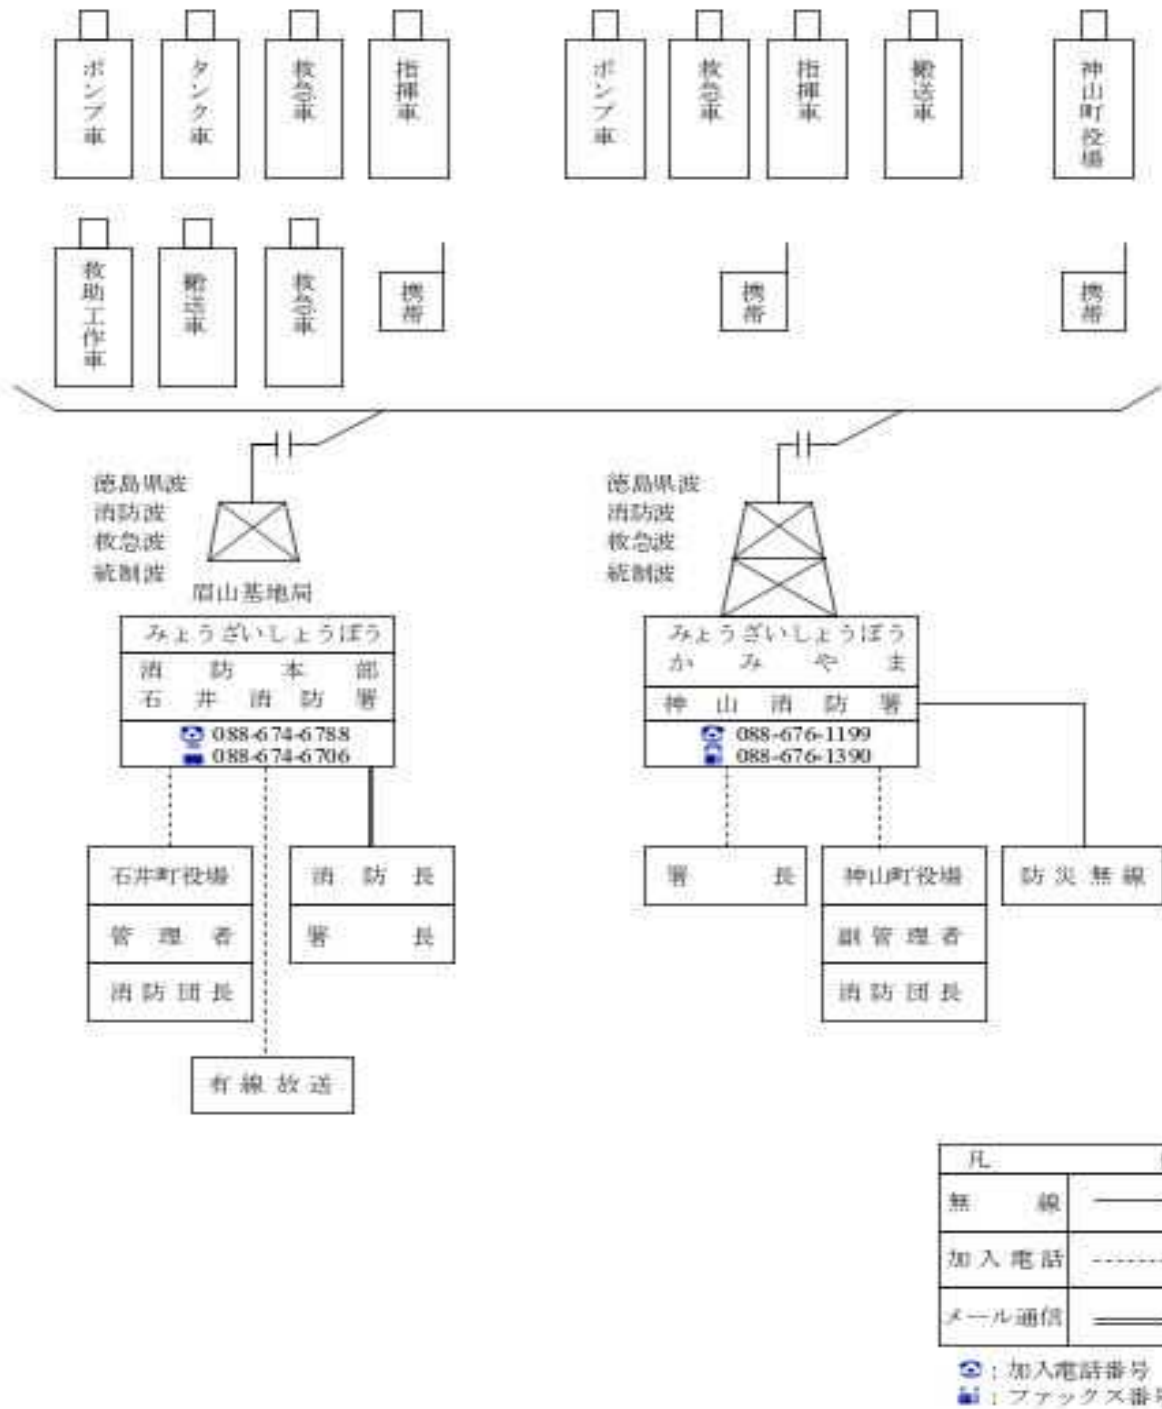 ポンプ車
タンク車
救急車
指揮車
ポンプ車
救急車
指揮車
搬送車
神山町役場
救助工作車
搬送車
救急車
携帯
携帯
携帯
徳島県波
消防波
救急波
統制波
眉山基地局
みょうざいしょうぼう
消防本部
石井消防署
088-674-6788
088-674-6706
徳島県波
消防波
救急波
統制波
みょうざいしょうぼう
かみやま
神山消防署
088-676-1199
088-676-1390
石井町役場
管理者
消防団長
消防長
署長
有線放送
署長
神山町役場
副管理者
消防団長
防災無線
凡
無線
加入電話
メール通信
：加入電話番号
：ファックス番号